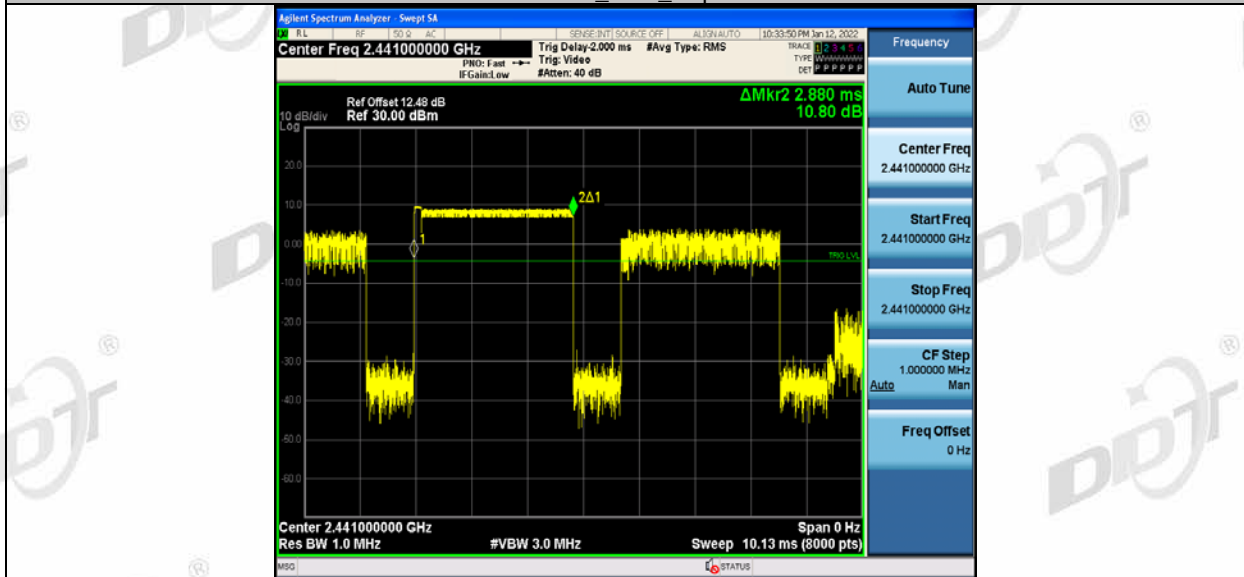 Agilent Spectrum Analyzer - Swept SA
RL RF 50 Ω AC SENSE:INT SOURCE OFF ALIGN AUTO 10:33:50 PM Jan 12, 2022
Center Freq 2.441000000 GHz
PNO: Fast
IFGain:Low
Trig Delay-2.000 ms #Avg Type: RMS
Trig: Video
#Atten: 40 dB
TRACE 1 2 3 4 5 6
TYPE
DET P P P P P P
Ref Offset 12.48 dB
10 dB/div Ref 30.00 dBm
Log
ΔMkr2 2.880 ms
10.80 dB
20.0
10.0
0.00
-10.0
-20.0
-30.0
-40.0
-50.0
-60.0
1
2Δ1
TRIG LVL
Center 2.441000000 GHz Span 0 Hz
Res BW 1.0 MHz #VBW 3.0 MHz Sweep 10.13 ms (8000 pts)
MSG STATUS
Frequency
Auto Tune
Center Freq
2.441000000 GHz
Start Freq
2.441000000 GHz
Stop Freq
2.441000000 GHz
CF Step
1.000000 MHz
Auto Man
Freq Offset
0 Hz